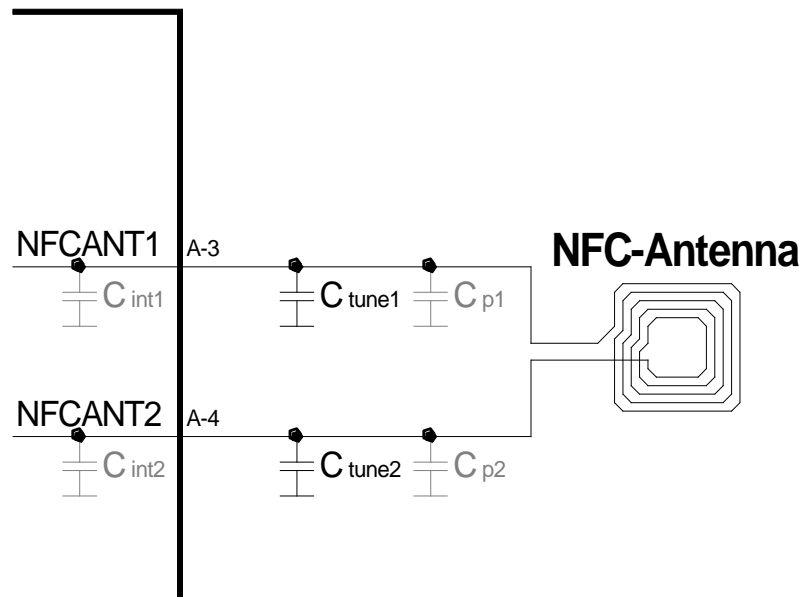 NFCANT1 A-3
NFC-Antenna
C int1 C tune1 C p1
NFCANT2 A-4
C int2 C tune2 C p2